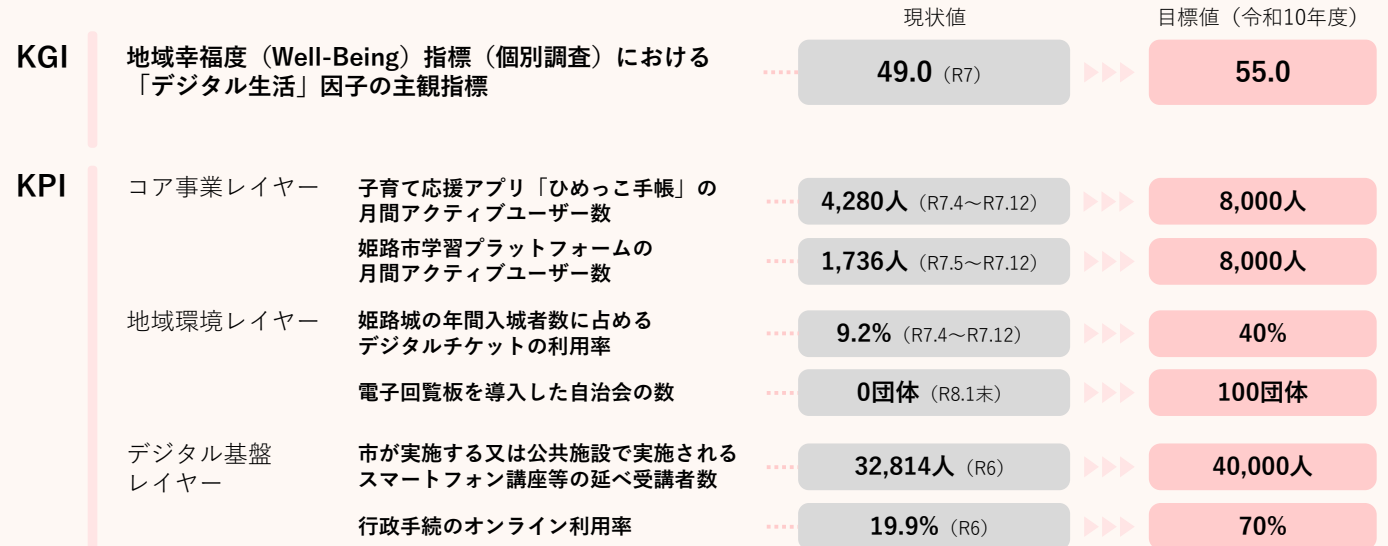 現状値 目標値（令和10年度）
KGI 地域幸福度（Well-Being）指標（個別調査）における
「デジタル生活」因子の主観指標
49.0（R7） 55.0
KPI コア事業レイヤー 子育て応援アプリ「ひめっこ手帳」の
月間アクティブユーザー数
4,280人（R7.4～R7.12） 8,000人
姫路市学習プラットフォームの
月間アクティブユーザー数
1,736人（R7.5～R7.12） 8,000人
地域環境レイヤー 姫路城の年間入城者数に占める
デジタルチケットの利用率
9.2%（R7.4～R7.12） 40%
電子回覧板を導入した自治会の数 0団体（R8.1末） 100団体
デジタル基盤
レイヤー
市が実施する又は公共施設で実施される
スマートフォン講座等の延べ受講者数
32,814人（R6） 40,000人
行政手続のオンライン利用率 19.9%（R6） 70%